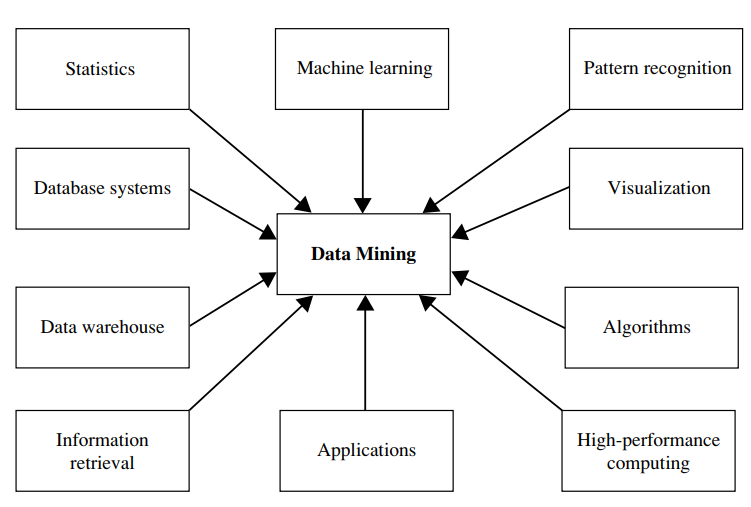 Statistics
Machine learning
Pattern recognition
Database systems
Visualization
Data Mining
Data warehouse
Algorithms
Information
retrieval
Applications
High-performance
computing